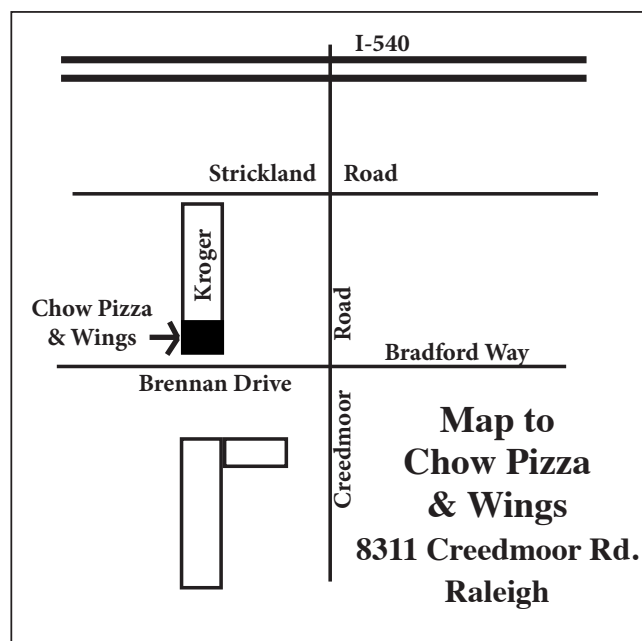 I-540
Strickland Road
Kroger
Chow Pizza
& Wings
Creedmoor Road
Bradford Way
Brennan Drive
Map to
Chow Pizza
& Wings
8311 Creedmoor Rd.
Raleigh